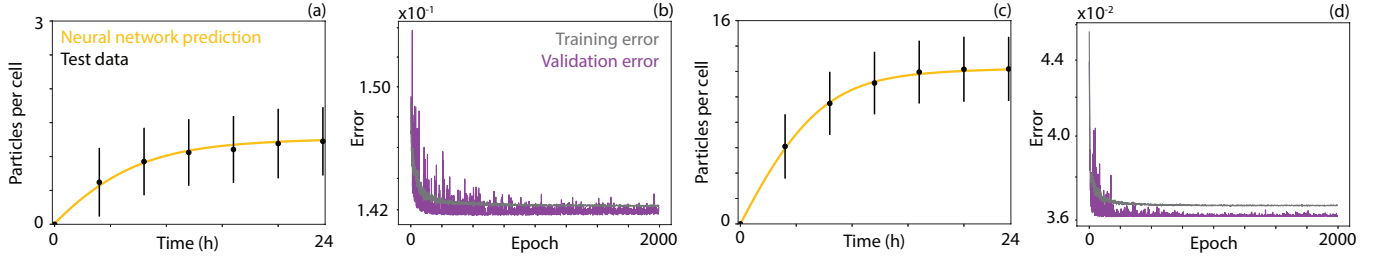 (a)
3
Neural network prediction
Test data
Particles per cell
0
0
Time (h)
24
x10⁻¹
(b)
Training error
Validation error
1.50
Error
1.42
0
Epoch
2000
(c)
16
Particles per cell
0
0
Time (h)
24
x10⁻²
(d)
4.4
Error
4.0
3.6
0
Epoch
2000